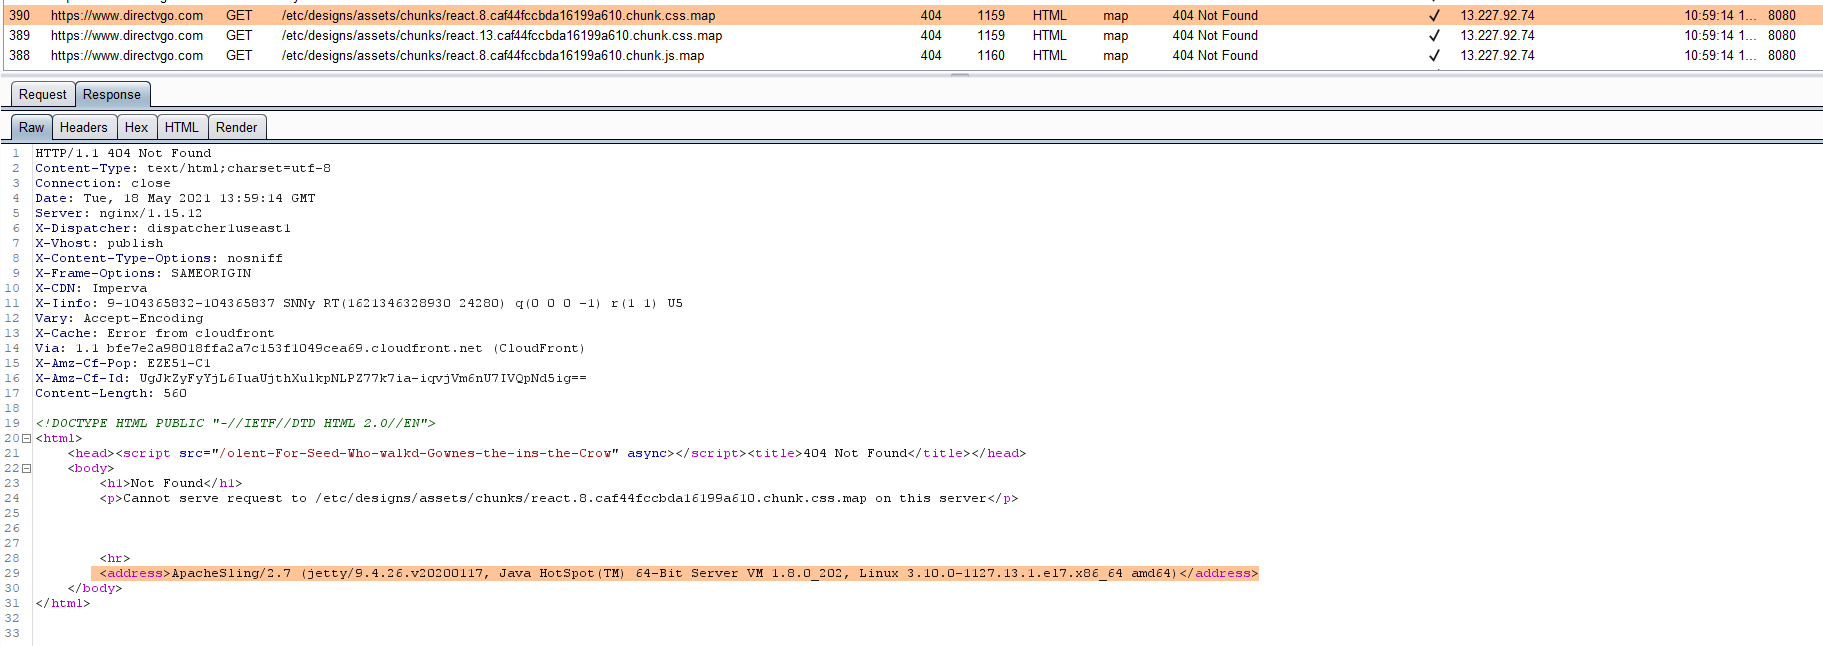 390 https://www.directvgo.com GET /etc/designs/assets/chunks/react.8.caf44fccbda16199a610.chunk.css.map 404 1159 HTML map 404 Not Found ✓ 13.227.92.74 10:59:14 1... 8080
389 https://www.directvgo.com GET /etc/designs/assets/chunks/react.13.caf44fccbda16199a610.chunk.css.map 404 1159 HTML map 404 Not Found ✓ 13.227.92.74 10:59:14 1... 8080
388 https://www.directvgo.com GET /etc/designs/assets/chunks/react.8.caf44fccbda16199a610.chunk.js.map 404 1160 HTML map 404 Not Found ✓ 13.227.92.74 10:59:14 1... 8080
Request Response
Raw Headers Hex HTML Render
1 HTTP/1.1 404 Not Found
2 Content-Type: text/html;charset=utf-8
3 Connection: close
4 Date: Tue, 18 May 2021 13:59:14 GMT
5 Server: nginx/1.15.12
6 X-Dispatcher: dispatcher1useast1
7 X-Vhost: publish
8 X-Content-Type-Options: nosniff
9 X-Frame-Options: SAMEORIGIN
10 X-CDN: Imperva
11 X-Iinfo: 9-104365832-104365837 SNNy RT(1621346328930 24280) q(0 0 0 -1) r(1 1) U5
12 Vary: Accept-Encoding
13 X-Cache: Error from cloudfront
14 Via: 1.1 bfe7e2a98018ffa2a7c153f1049cea69.cloudfront.net (CloudFront)
15 X-Amz-Cf-Pop: EZE51-C1
16 X-Amz-Cf-Id: UgJkZyFyYjL6IuaUjthXulkpNLPZ77k7ia-iqvjVm6nU7IVQpNd5ig==
17 Content-Length: 560
18
19 <!DOCTYPE HTML PUBLIC "-//IETF//DTD HTML 2.0//EN">
20 <html>
21 <head><script src="/olent-For-Seed-Who-walkd-Gownes-the-ins-the-Crow" async></script><title>404 Not Found</title></head>
22 <body>
23 <h1>Not Found</h1>
24 <p>Cannot serve request to /etc/designs/assets/chunks/react.8.caf44fccbda16199a610.chunk.css.map on this server</p>
25
26
27
28 <hr>
29 <address>ApacheSling/2.7 (jetty/9.4.26.v20200117, Java HotSpot(TM) 64-Bit Server VM 1.8.0_202, Linux 3.10.0-1127.13.1.el7.x86_64 amd64)</address>
30 </body>
31 </html>
32
33